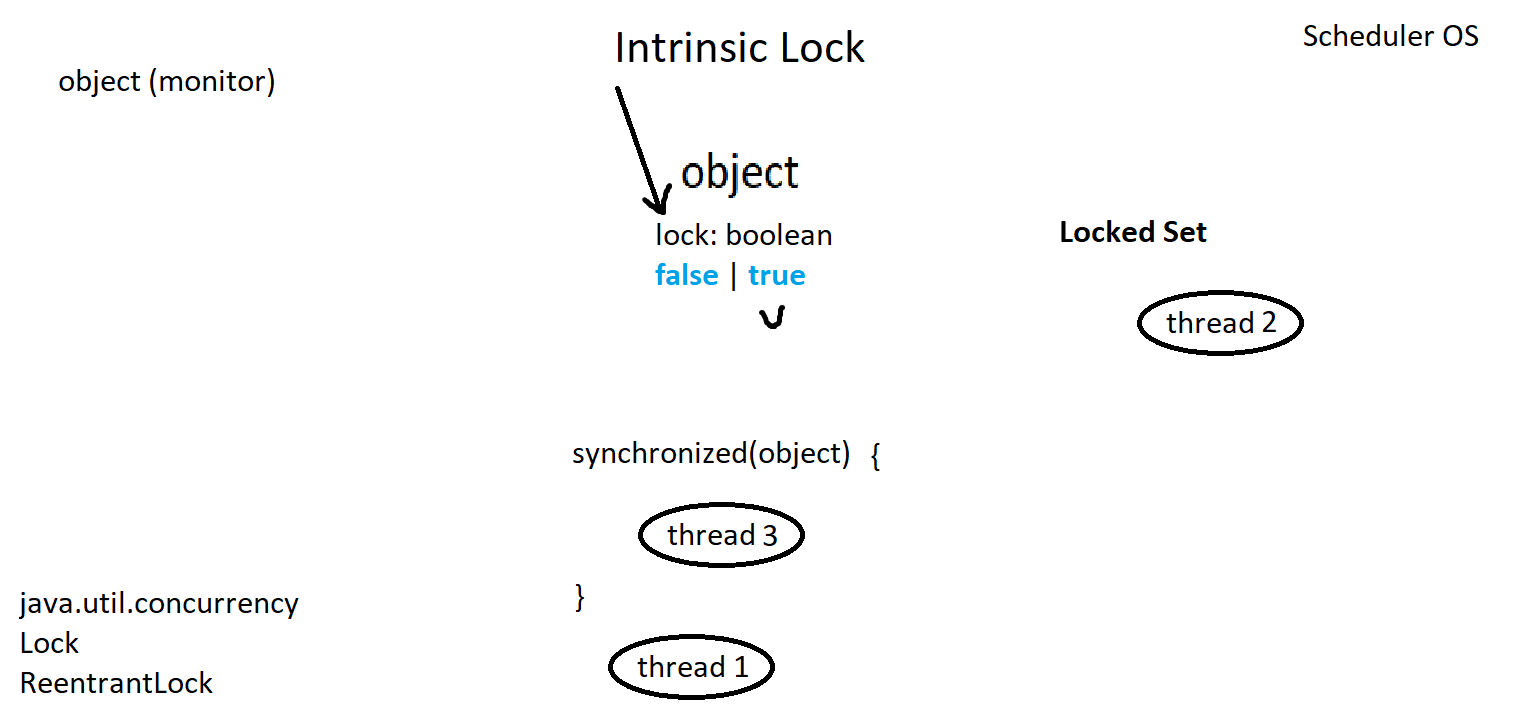 Intrinsic Lock
Scheduler OS
object (monitor)
object
lock: boolean
false | true
Locked Set
thread 2
synchronized(object) {
thread 3
}
thread 1
java.util.concurrency
Lock
ReentrantLock